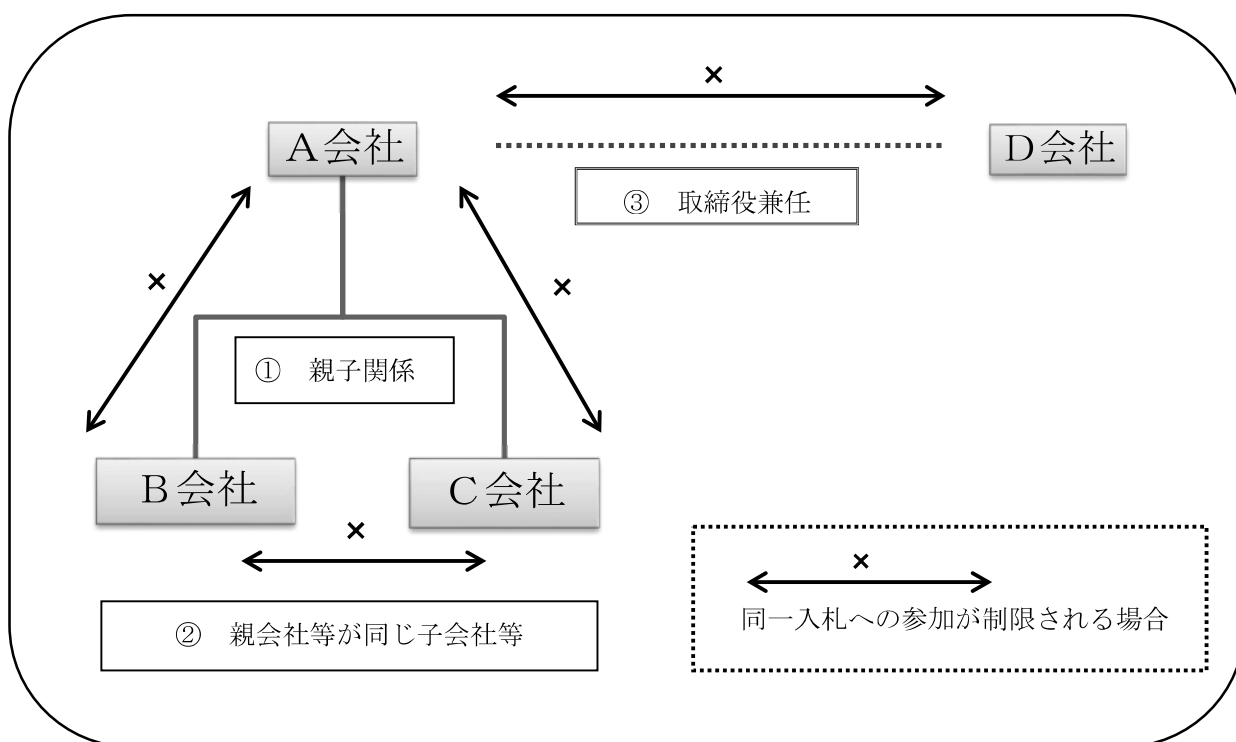 ×
A会社
D会社
③　取締役兼任
×
×
①　親子関係
B会社
C会社
×
②　親会社等が同じ子会社等
×
同一入札への参加が制限される場合